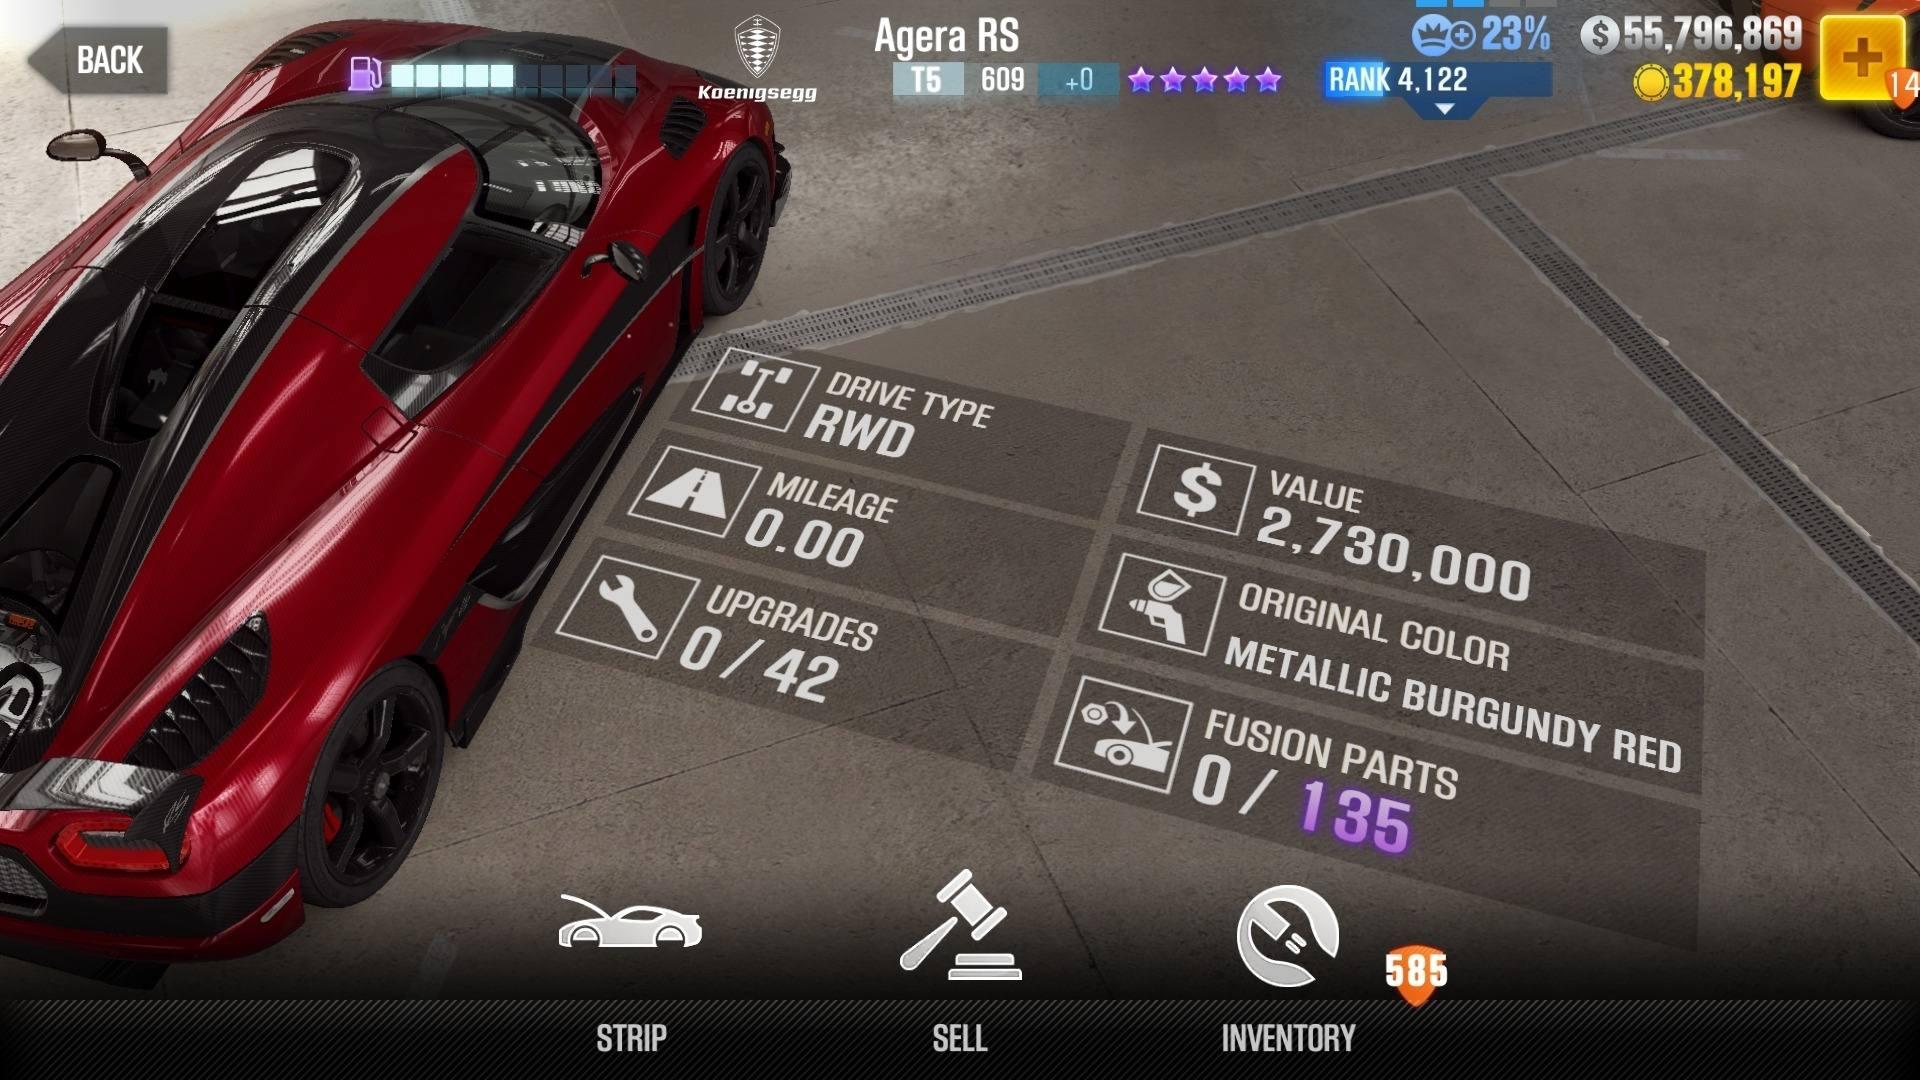 BACK
Koenigsegg
Agera RS
T5 609 +0
23%
RANK 4,122
55,796,869
378,197
14
DRIVE TYPE
RWD
MILEAGE
0.00
UPGRADES
0/42
VALUE
2,730,000
ORIGINAL COLOR
METALLIC BURGUNDY RED
FUSION PARTS
0/ 135
STRIP
SELL
INVENTORY
585